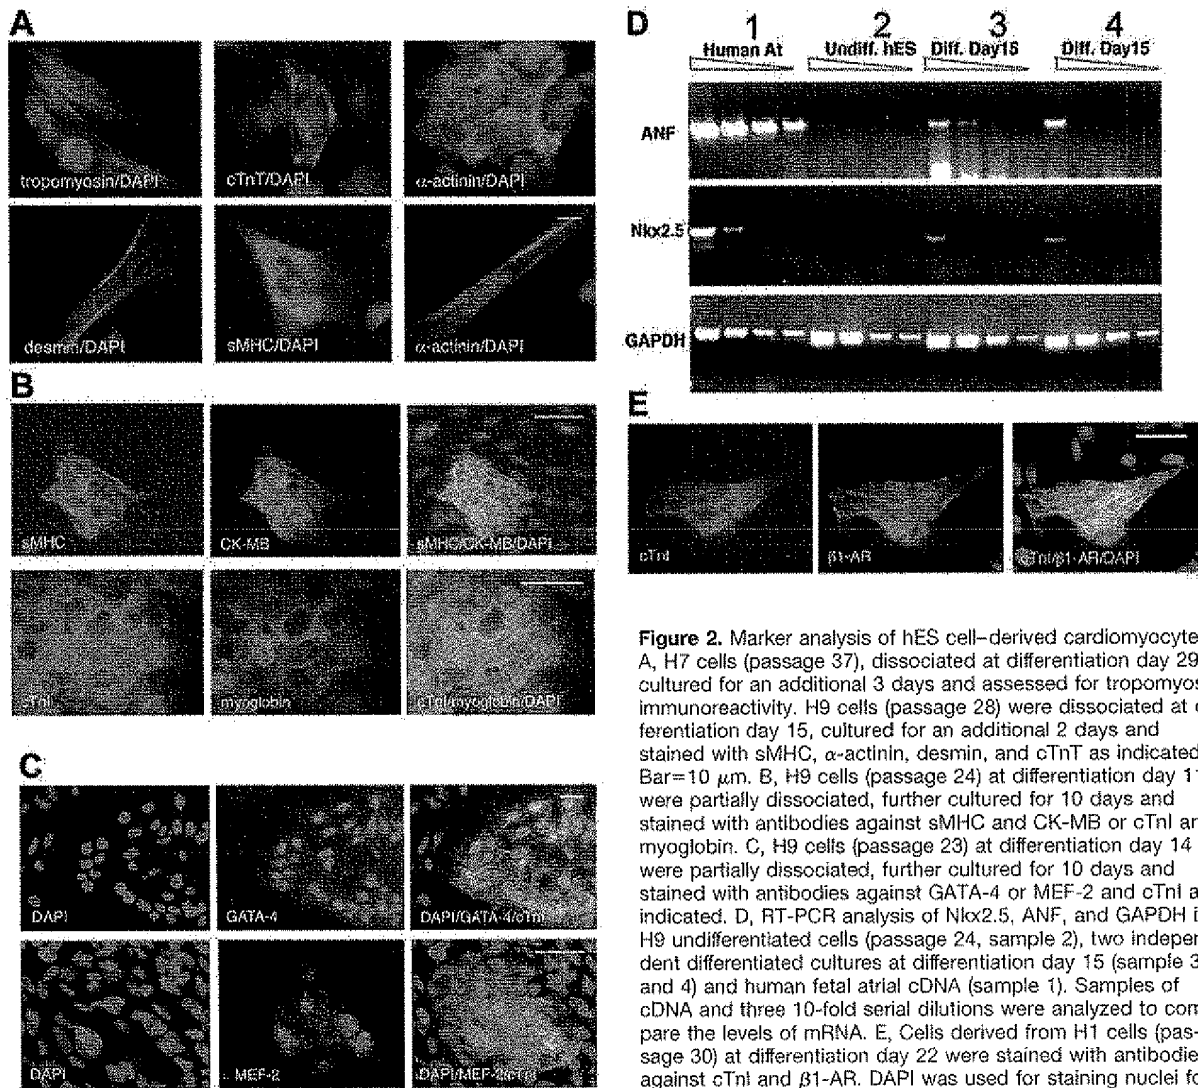 A
tropomyosin/DAPI
cTnT/DAPI
α-actinin/DAPI
desmin/DAPI
sMHC/DAPI
α-actinin/DAPI
B
sMHC
CK-MB
sMHC/CK-MB/DAPI
cTnI
myoglobin
cTnI/myoglobin/DAPI
C
DAPI
GATA-4
DAPI/GATA-4/cTnI
DAPI
MEF-2
DAPI/MEF-2/cTnI
D
1 2 3 4
Human At Undiff. hES Diff. Day15 Diff. Day15
ANF
Nkx2.5
GAPDH
E
cTnI
β1-AR
cTnI/β1-AR/DAPI
Figure 2. Marker analysis of hES cell–derived cardiomyocyte
A, H7 cells (passage 37), dissociated at differentiation day 29
cultured for an additional 3 days and assessed for tropomyos
immunoreactivity. H9 cells (passage 28) were dissociated at
ferentiation day 15, cultured for an additional 2 days and
stained with sMHC, α-actinin, desmin, and cTnT as indicated
Bar=10 μm. B, H9 cells (passage 24) at differentiation day 11
were partially dissociated, further cultured for 10 days and
stained with antibodies against sMHC and CK-MB or cTnI an
myoglobin. C, H9 cells (passage 23) at differentiation day 14
were partially dissociated, further cultured for 10 days and
stained with antibodies against GATA-4 or MEF-2 and cTnI a
indicated. D, RT-PCR analysis of Nkx2.5, ANF, and GAPDH i
H9 undifferentiated cells (passage 24, sample 2), two indepen
dent differentiated cultures at differentiation day 15 (sample 3
and 4) and human fetal atrial cDNA (sample 1). Samples of
cDNA and three 10-fold serial dilutions were analyzed to com
pare the levels of mRNA. E, Cells derived from H1 cells (pas-
sage 30) at differentiation day 22 were stained with antibodie
against cTnI and β1-AR. DAPI was used for staining nuclei fo